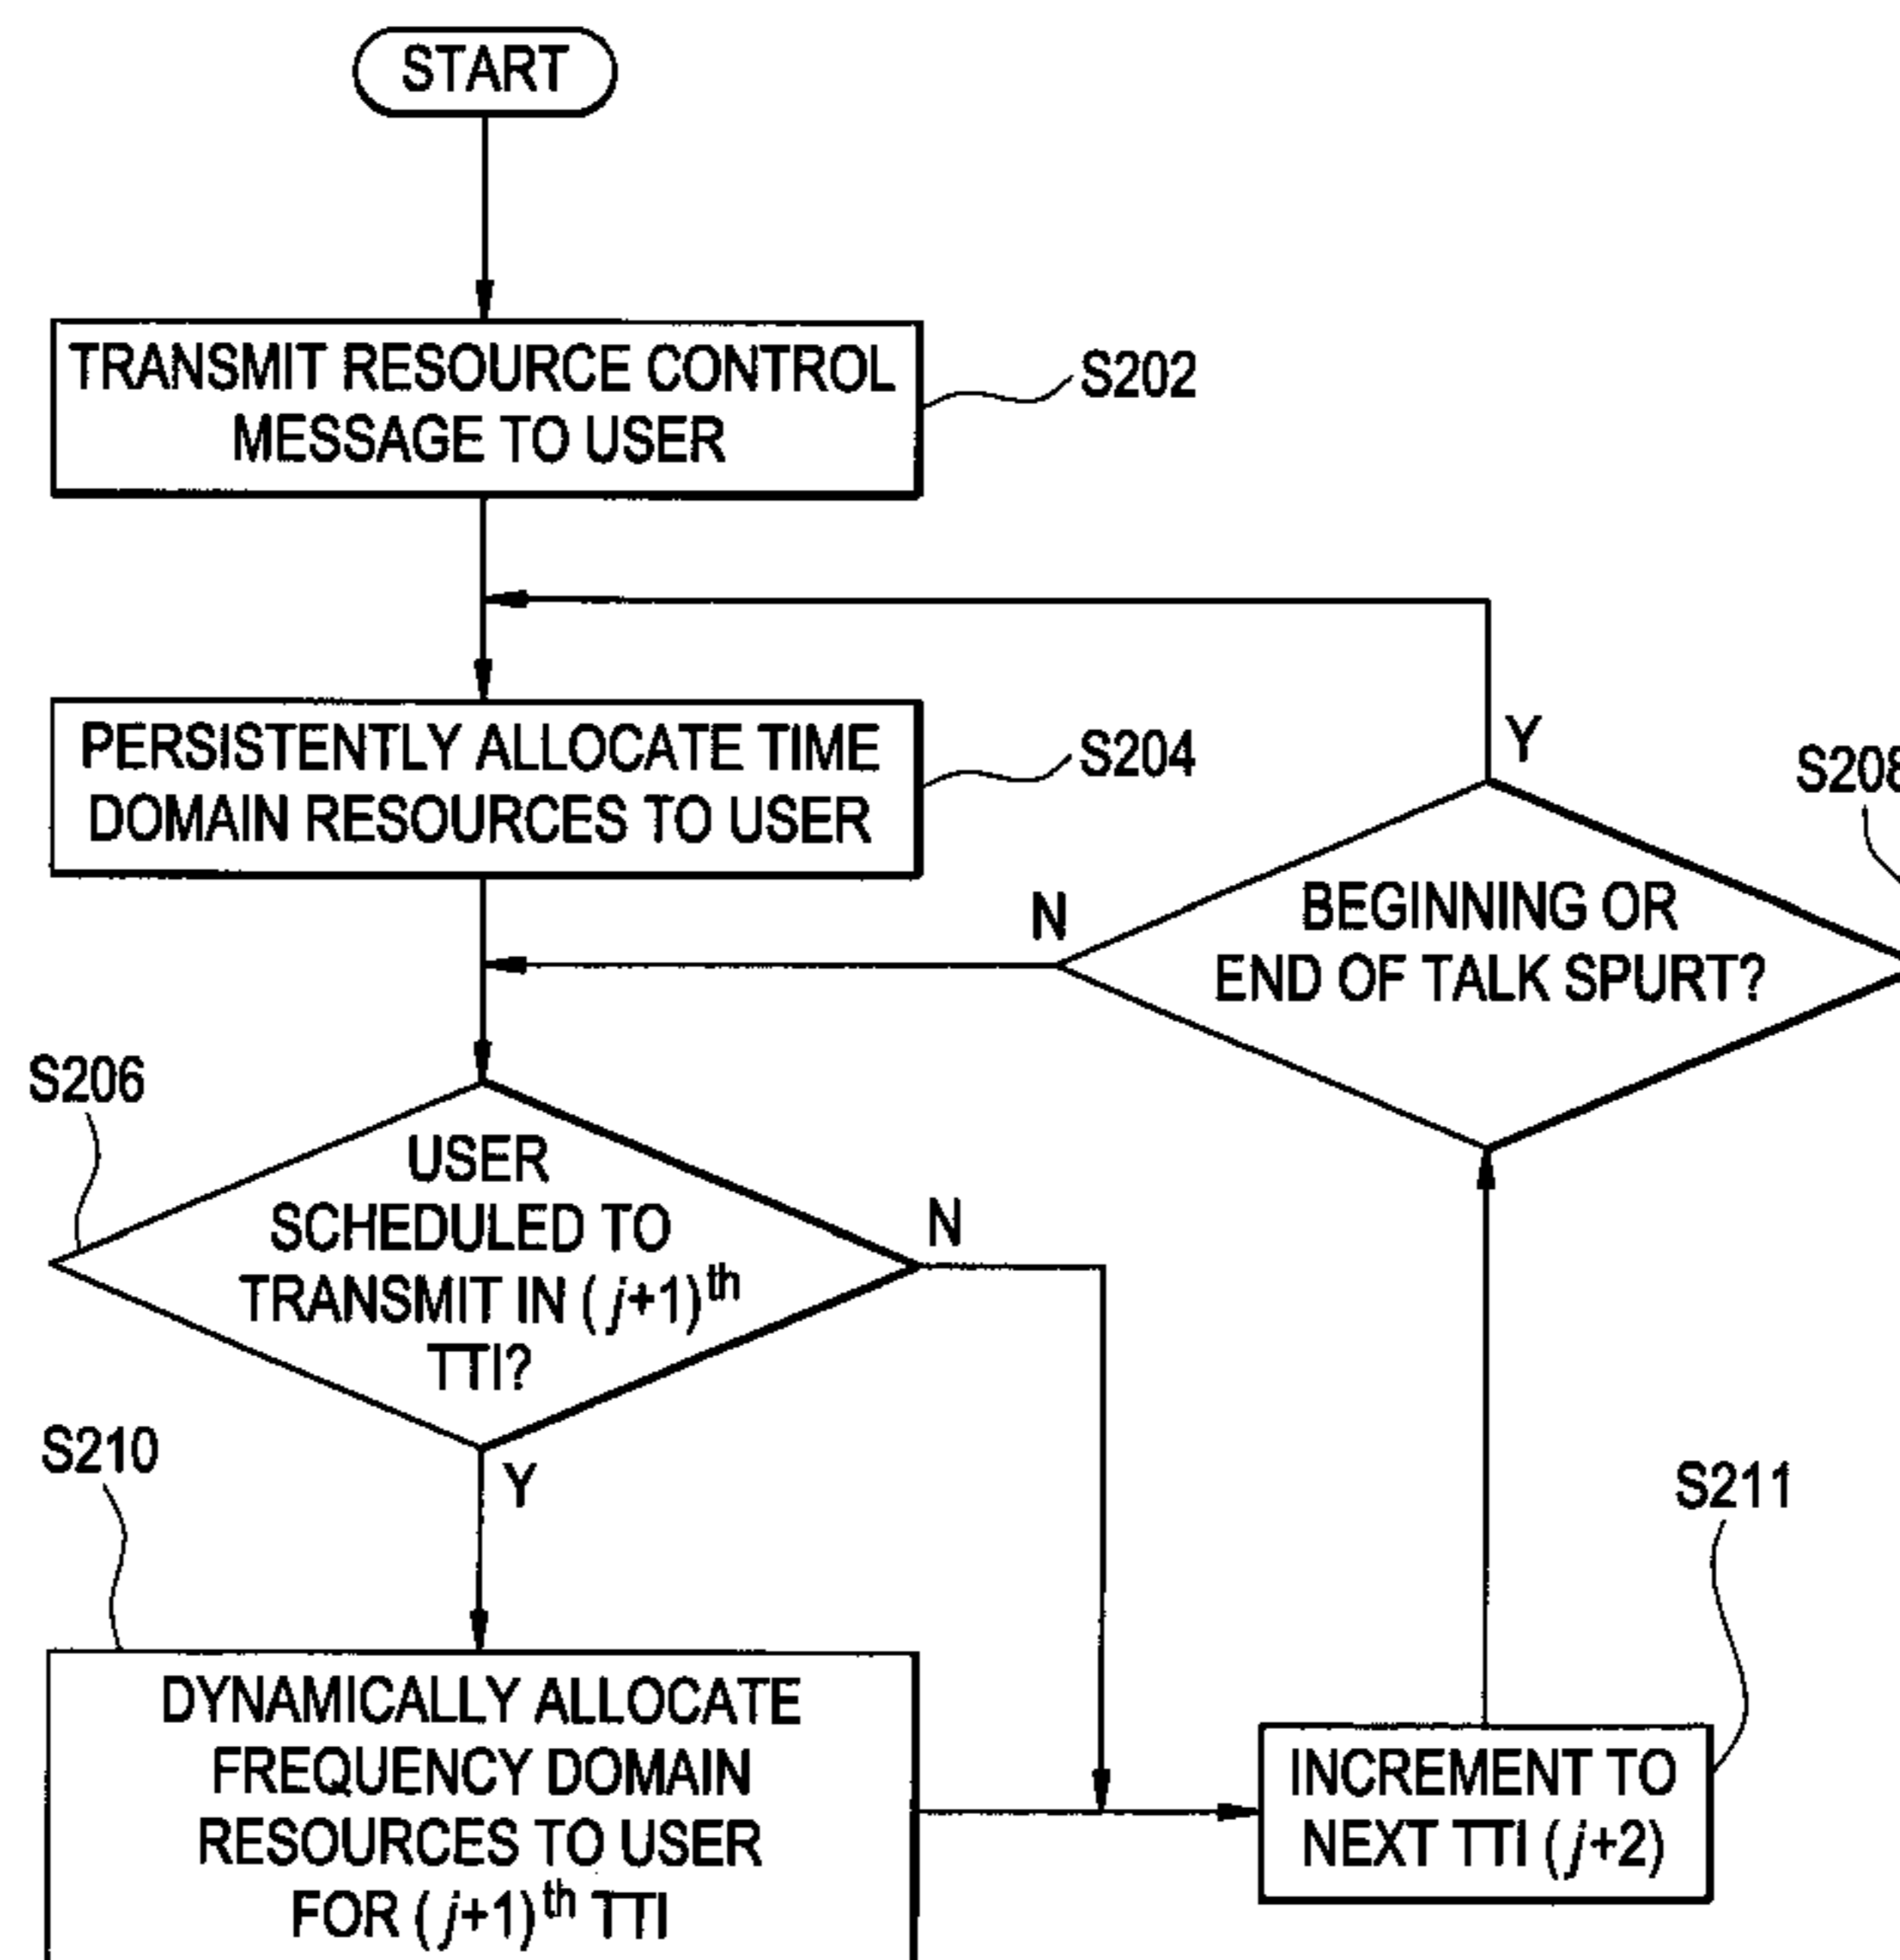 START
TRANSMIT RESOURCE CONTROL
MESSAGE TO USER
S202
PERSISTENTLY ALLOCATE TIME
DOMAIN RESOURCES TO USER
S204
Y
S208
BEGINNING OR
END OF TALK SPURT?
N
S206
USER
SCHEDULED TO
TRANSMIT IN (j+1)th
TTI?
N
Y
S210
S211
DYNAMICALLY ALLOCATE
FREQUENCY DOMAIN
RESOURCES TO USER
FOR (j+1)th TTI
INCREMENT TO
NEXT TTI (j+2)